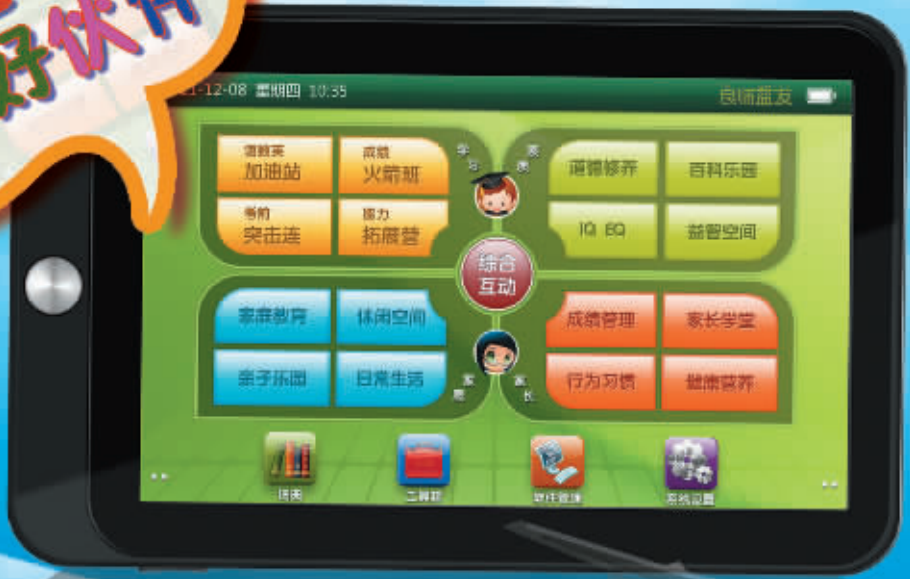 好伙伴
1-12-08 星期四 10:35
良师益友
语数英
加油站
成绩
火箭班
考前
突击连
能力
拓展营
学习
素质
道德修养
百科乐园
IQ EQ
益智空间
综合
互动
家庭教育
休闲空间
亲子乐园
日常生活
家庭
家长
成绩管理
家长学堂
行为习惯
健康营养
词典
工具箱
软件管理
系统设置